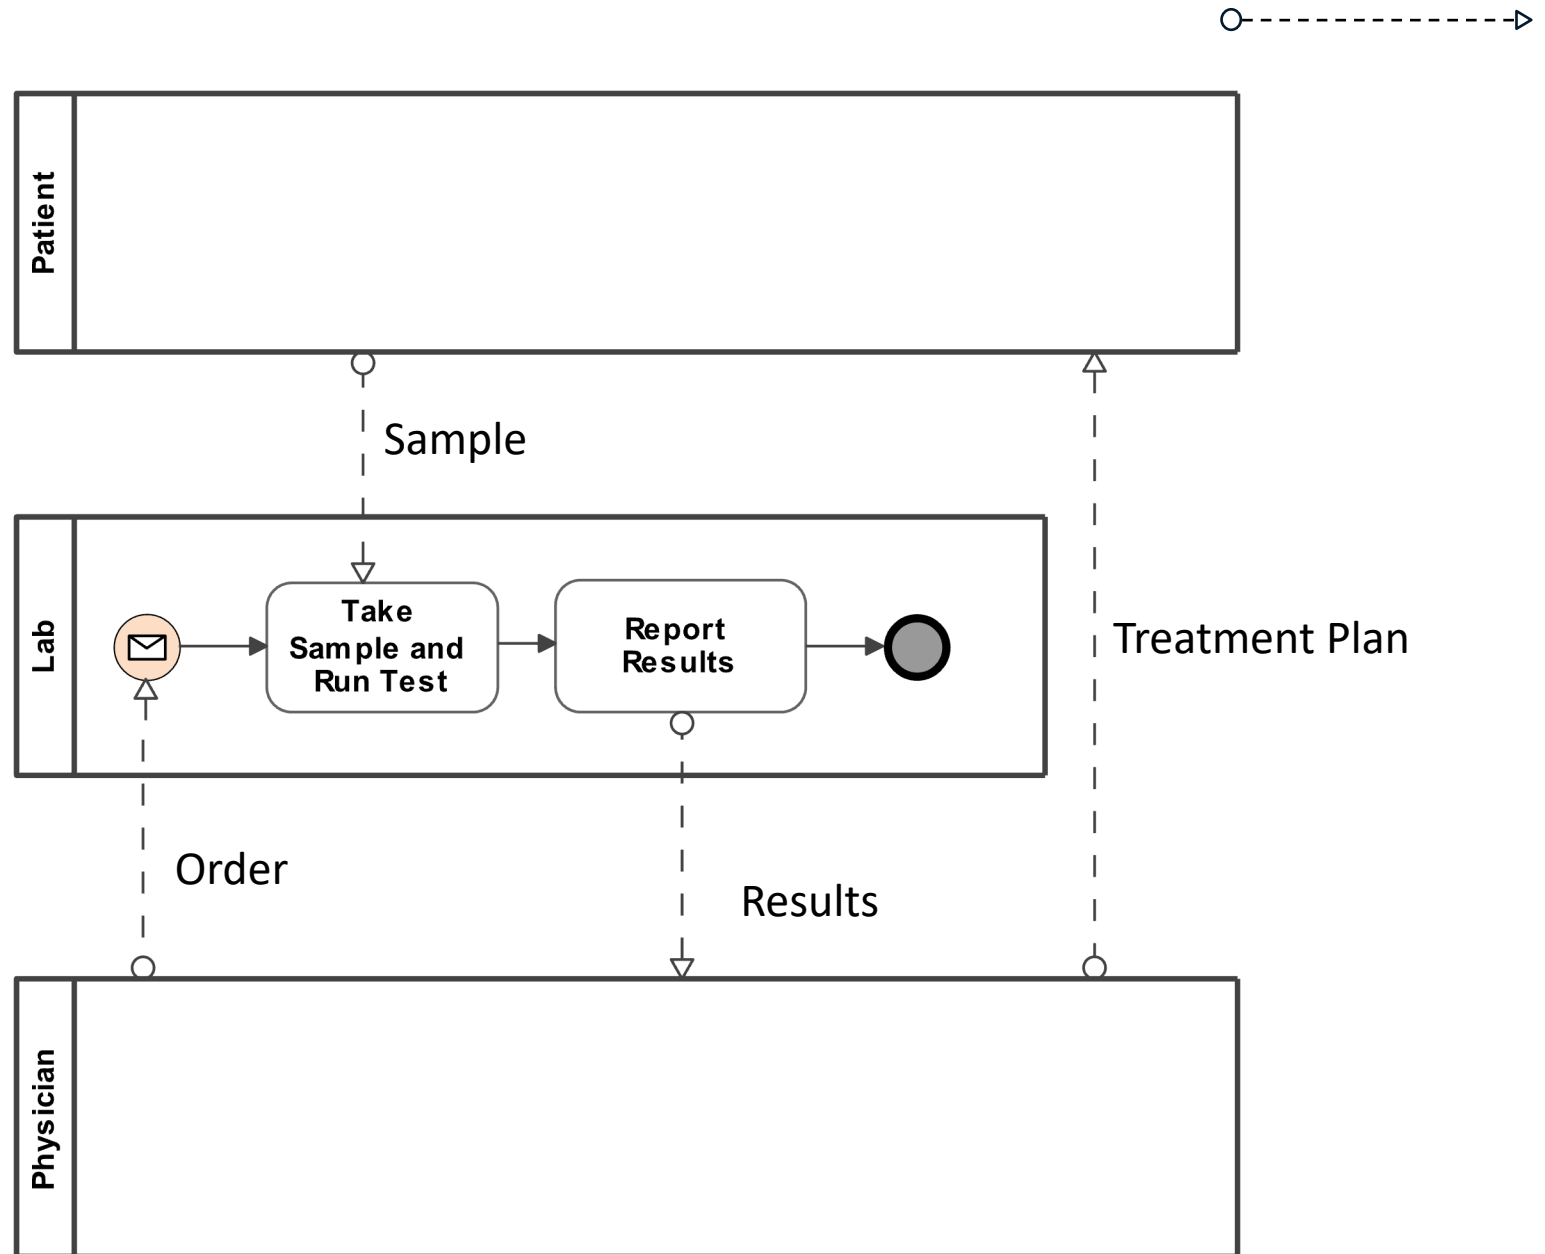 Patient
Sample
Lab
Take
Sample and
Run Test
Report
Results
Treatment Plan
Order
Results
Physician